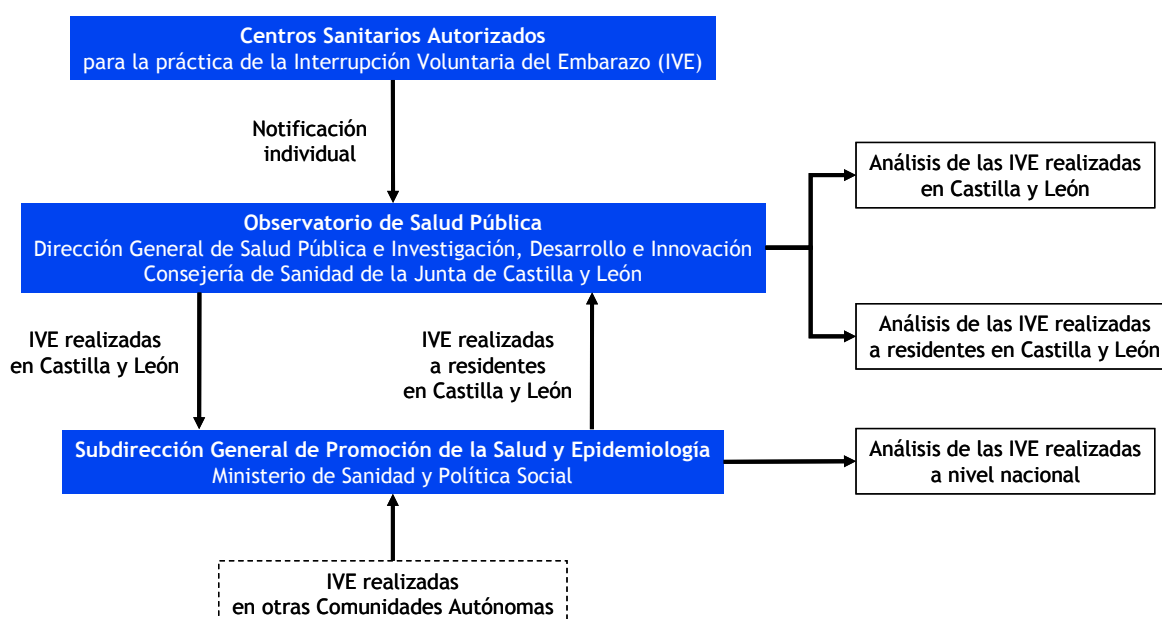 Centros Sanitarios Autorizados
para la práctica de la Interrupción Voluntaria del Embarazo (IVE)
Notificación
individual
Análisis de las IVE realizadas
en Castilla y León
Observatorio de Salud Pública
Dirección General de Salud Pública e Investigación, Desarrollo e Innovación
Consejería de Sanidad de la Junta de Castilla y León
Análisis de las IVE realizadas
a residentes en Castilla y León
IVE realizadas
en Castilla y León
IVE realizadas
a residentes
en Castilla y León
Subdirección General de Promoción de la Salud y Epidemiología
Ministerio de Sanidad y Política Social
Análisis de las IVE realizadas
a nivel nacional
IVE realizadas
en otras Comunidades Autónomas